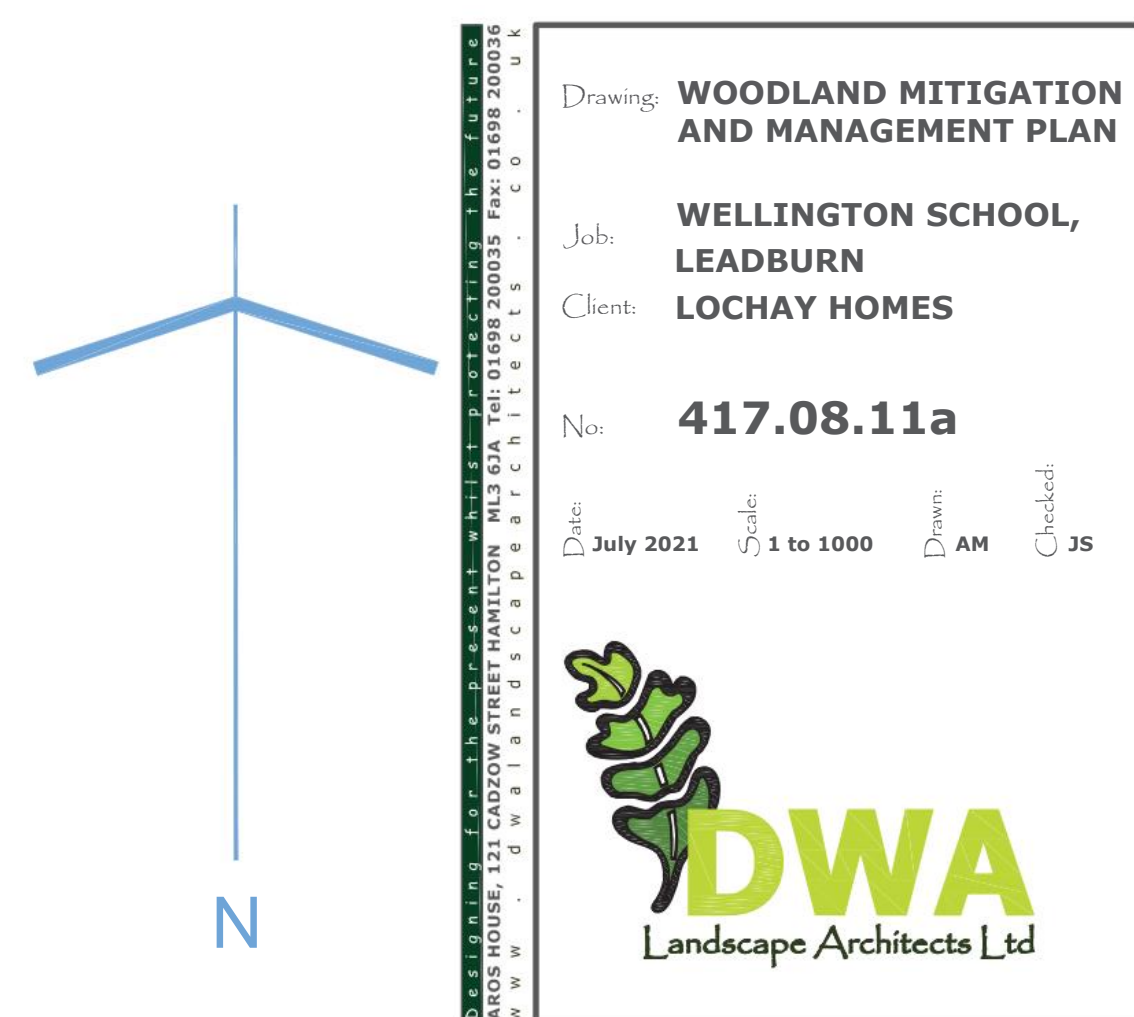 N
Designing for the present whilst protecting the future
AROS HOUSE, 121 CADZOW STREET HAMILTON ML3 6JA Tel: 01698 200035 Fax: 01698 200036
www.dwalandscapearchitects.co.uk
Drawing: WOODLAND MITIGATION
AND MANAGEMENT PLAN
Job: WELLINGTON SCHOOL,
LEADBURN
Client: LOCHAY HOMES
No: 417.08.11a
Date: July 2021 Scale: 1 to 1000 Drawn: AM Checked: JS
DWA
Landscape Architects Ltd